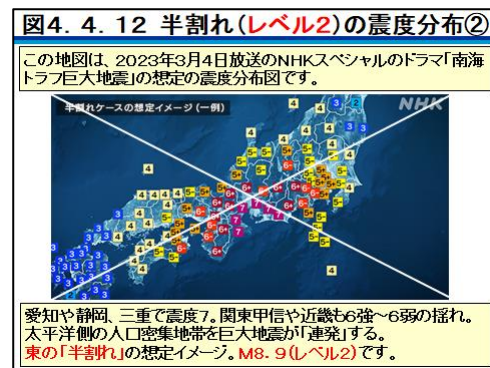 図4.4.12 半割れ(レベル2)の震度分布②
この地図は、2023年3月4日放送のNHKスペシャルのドラマ「南海
トラフ巨大地震」の想定の震度分布図です。
半割れケースの想定イメージ(一例)
NHK
愛知や静岡、三重で震度7。関東甲信や近畿も6強~6弱の揺れ。
太平洋側の人口密集地帯を巨大地震が「連発」する。
東の「半割れ」の想定イメージ。M8.9(レベル2)です。